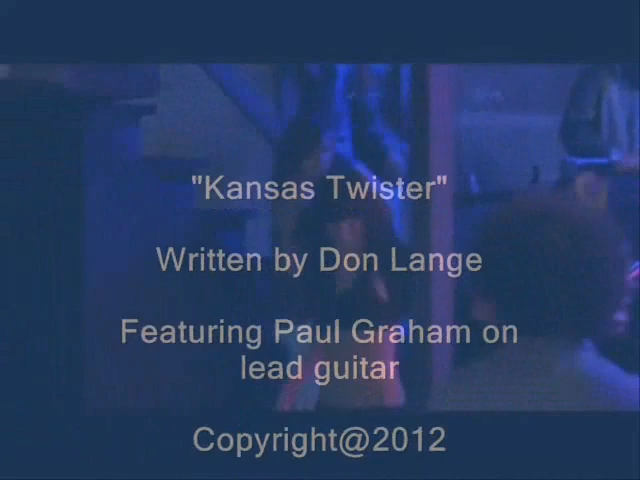 "Kansas Twister"
Written by Don Lange
Featuring Paul Graham on
lead guitar
Copyright@2012